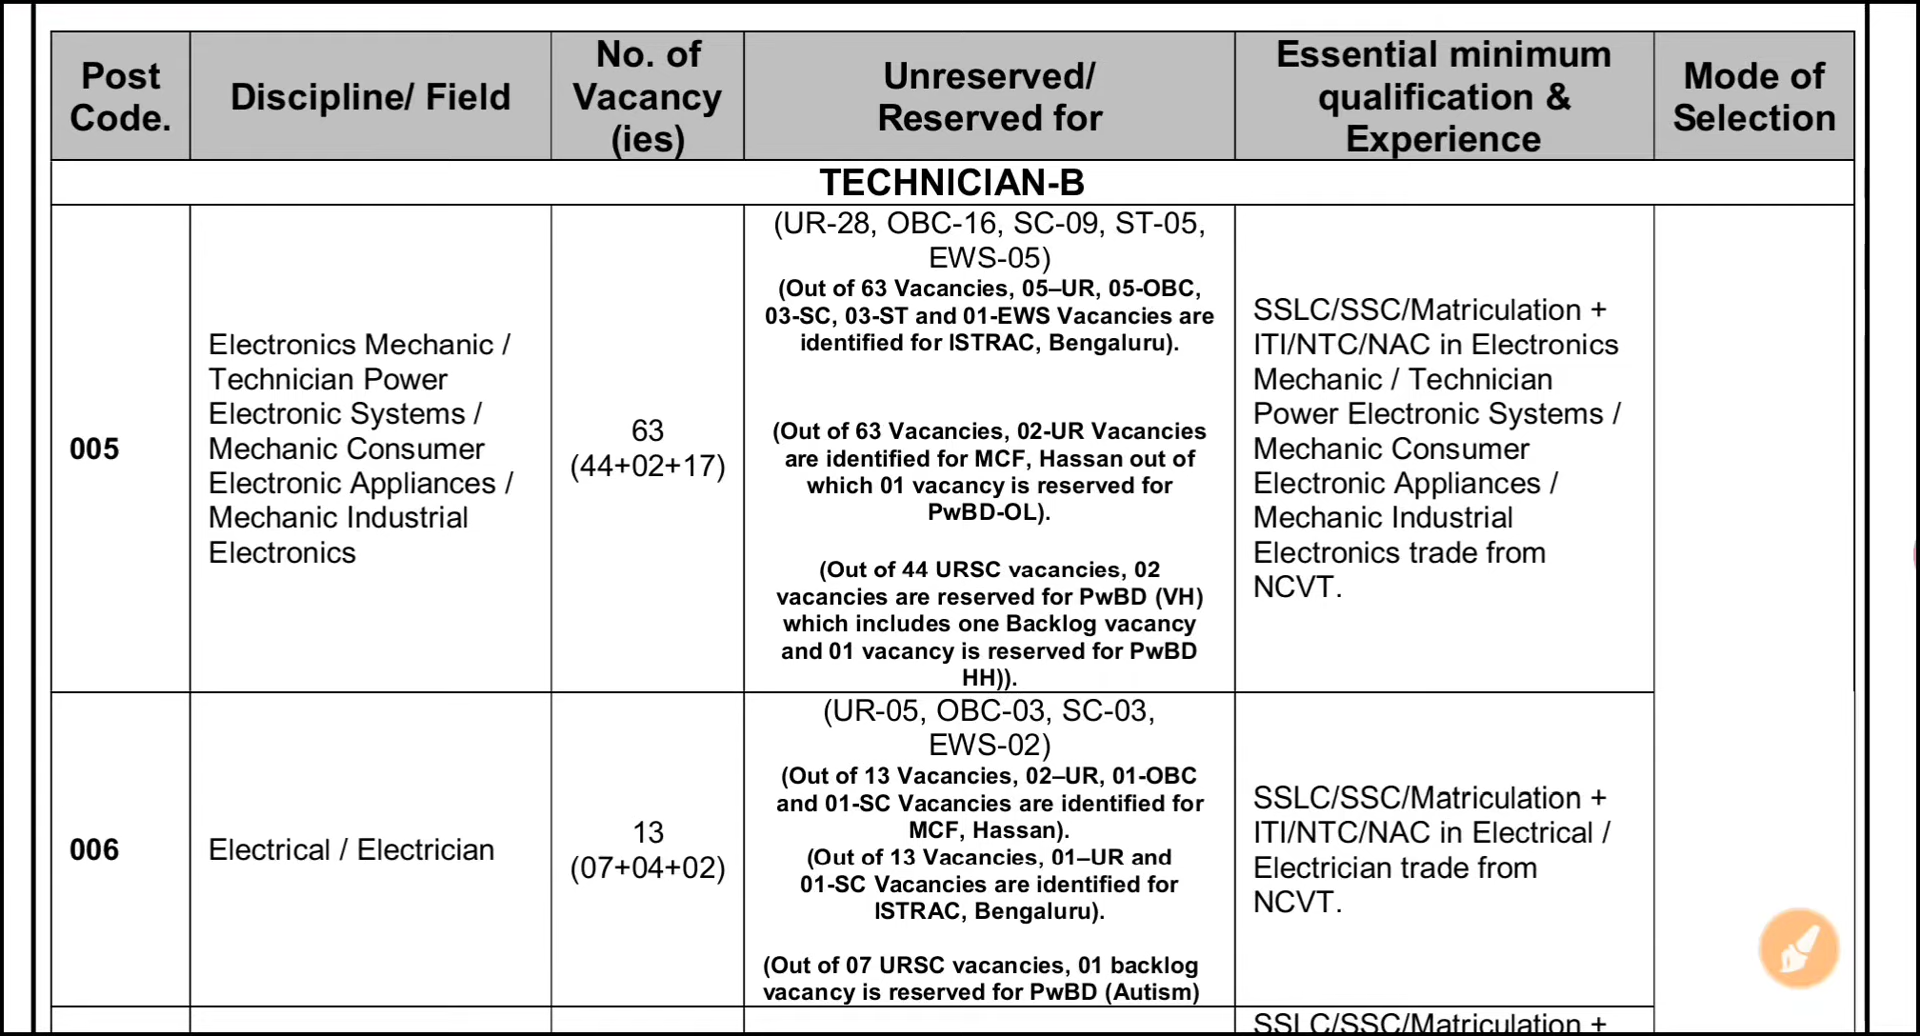 Post
Code.
Discipline/ Field
No. of
Vacancy
(ies)
Unreserved/
Reserved for
Essential minimum
qualification &
Experience
Mode of
Selection
TECHNICIAN-B
005
Electronics Mechanic /
Technician Power
Electronic Systems /
Mechanic Consumer
Electronic Appliances /
Mechanic Industrial
Electronics
63
(44+02+17)
(UR-28, OBC-16, SC-09, ST-05,
EWS-05)
(Out of 63 Vacancies, 05–UR, 05-OBC,
03-SC, 03-ST and 01-EWS Vacancies are
identified for ISTRAC, Bengaluru).
(Out of 63 Vacancies, 02-UR Vacancies
are identified for MCF, Hassan out of
which 01 vacancy is reserved for
PwBD-OL).
(Out of 44 URSC vacancies, 02
vacancies are reserved for PwBD (VH)
which includes one Backlog vacancy
and 01 vacancy is reserved for PwBD
HH)).
SSLC/SSC/Matriculation +
ITI/NTC/NAC in Electronics
Mechanic / Technician
Power Electronic Systems /
Mechanic Consumer
Electronic Appliances /
Mechanic Industrial
Electronics trade from
NCVT.
006
Electrical / Electrician
13
(07+04+02)
(UR-05, OBC-03, SC-03,
EWS-02)
(Out of 13 Vacancies, 02–UR, 01-OBC
and 01-SC Vacancies are identified for
MCF, Hassan).
(Out of 13 Vacancies, 01–UR and
01-SC Vacancies are identified for
ISTRAC, Bengaluru).
(Out of 07 URSC vacancies, 01 backlog
vacancy is reserved for PwBD (Autism)
SSLC/SSC/Matriculation +
ITI/NTC/NAC in Electrical /
Electrician trade from
NCVT.
SSLC/SSC/Matriculation +